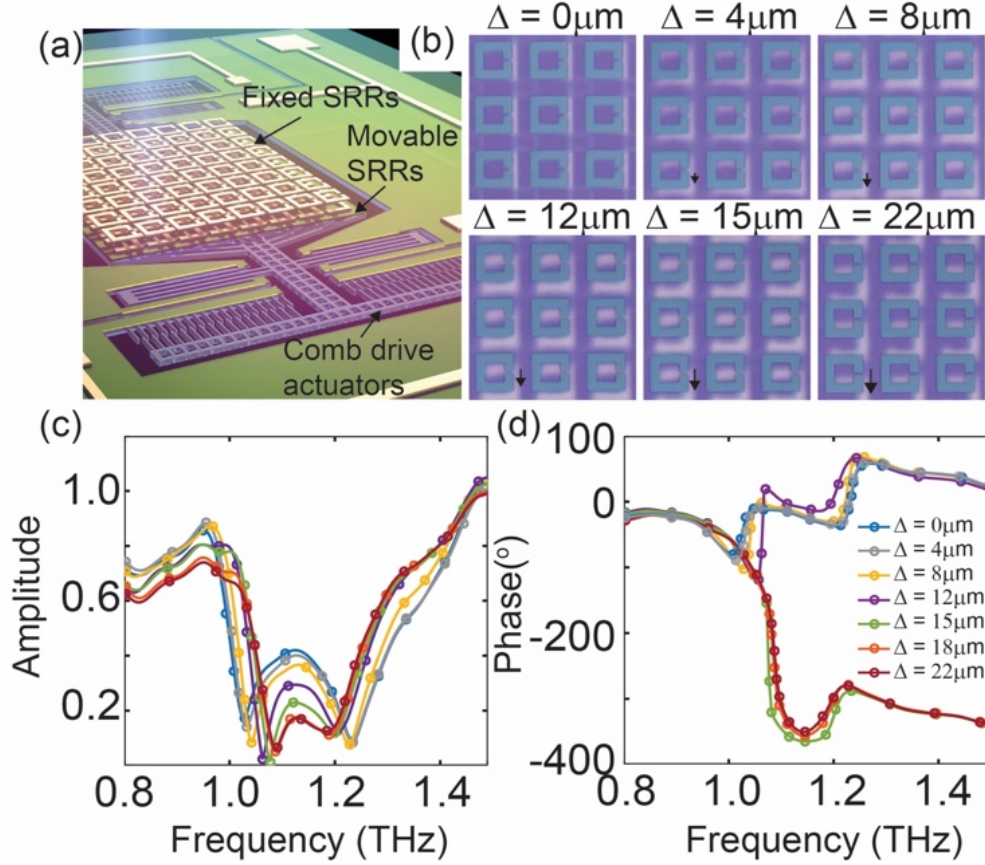 (a)
Fixed SRRs
Movable
SRRs
Comb drive
actuators
(b)
Δ = 0μm
Δ = 4μm
Δ = 8μm
Δ = 12μm
Δ = 15μm
Δ = 22μm
(c)
Amplitude
1.0
0.6
0.2
0.8
1.0
1.2
1.4
Frequency (THz)
(d)
Phase(°)
100
0
-200
-400
0.8
1.0
1.2
1.4
Frequency (THz)
Δ = 0μm
Δ = 4μm
Δ = 8μm
Δ = 12μm
Δ = 15μm
Δ = 18μm
Δ = 22μm